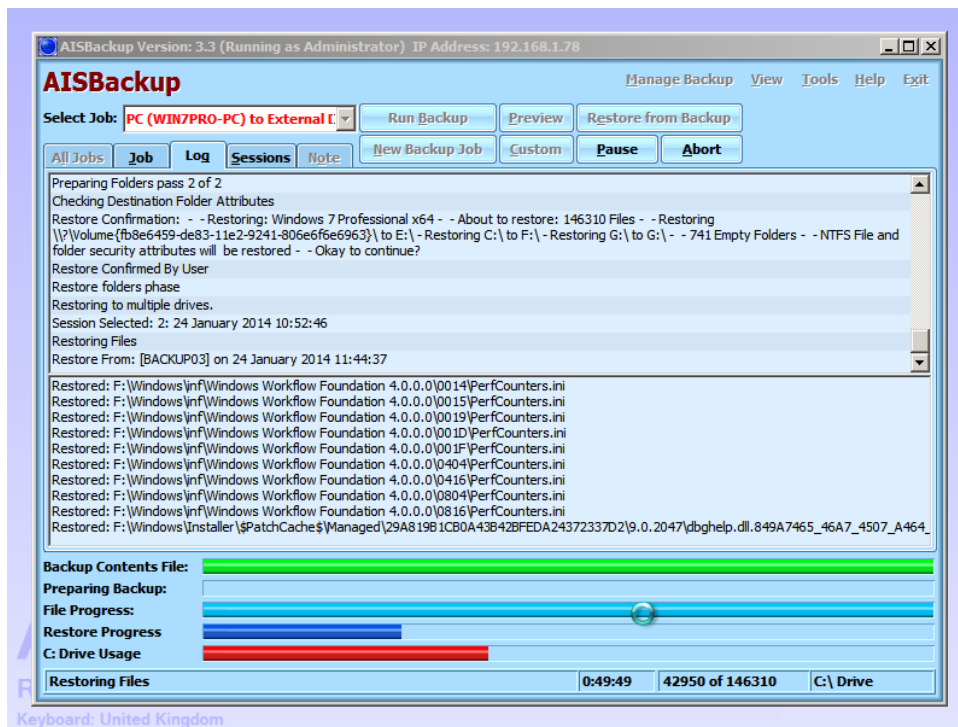 AISBackup Version: 3.3 (Running as Administrator) IP Address: 192.168.1.78
AISBackup
Manage Backup View Tools Help Exit
Select Job: PC (WIN7PRO-PC) to External
Run Backup Preview Restore from Backup
All Jobs Job Log Sessions Note
New Backup Job Custom Pause Abort
Preparing Folders pass 2 of 2
Checking Destination Folder Attributes
Restore Confirmation: - - Restoring: Windows 7 Professional x64 - - About to restore: 146310 Files - - Restoring
\\?\Volume{fb8e6459-de83-11e2-9241-806e6f6e6963}\ to E:\ - Restoring C:\ to F:\ - Restoring G:\ to G:\ - - 741 Empty Folders - - NTFS File and
folder security attributes will be restored - - Okay to continue?
Restore Confirmed By User
Restore folders phase
Restoring to multiple drives.
Session Selected: 2: 24 January 2014 10:52:46
Restoring Files
Restore From: [BACKUP03] on 24 January 2014 11:44:37
Restored: F:\Windows\inf\Windows Workflow Foundation 4.0.0.0\0014\PerfCounters.ini
Restored: F:\Windows\inf\Windows Workflow Foundation 4.0.0.0\0015\PerfCounters.ini
Restored: F:\Windows\inf\Windows Workflow Foundation 4.0.0.0\0019\PerfCounters.ini
Restored: F:\Windows\inf\Windows Workflow Foundation 4.0.0.0\001D\PerfCounters.ini
Restored: F:\Windows\inf\Windows Workflow Foundation 4.0.0.0\001F\PerfCounters.ini
Restored: F:\Windows\inf\Windows Workflow Foundation 4.0.0.0\0404\PerfCounters.ini
Restored: F:\Windows\inf\Windows Workflow Foundation 4.0.0.0\0416\PerfCounters.ini
Restored: F:\Windows\inf\Windows Workflow Foundation 4.0.0.0\0804\PerfCounters.ini
Restored: F:\Windows\inf\Windows Workflow Foundation 4.0.0.0\0816\PerfCounters.ini
Restored: F:\Windows\Installer\$PatchCache$\Managed\29A819B1CB0A43B42BFEDA24372337D2\9.0.2047\dbghelp.dll.849A7465_46A7_4507_A464_
Backup Contents File:
Preparing Backup:
File Progress:
Restore Progress
C: Drive Usage
Restoring Files 0:49:49 42950 of 146310 C:\ Drive
Keyboard: United Kingdom